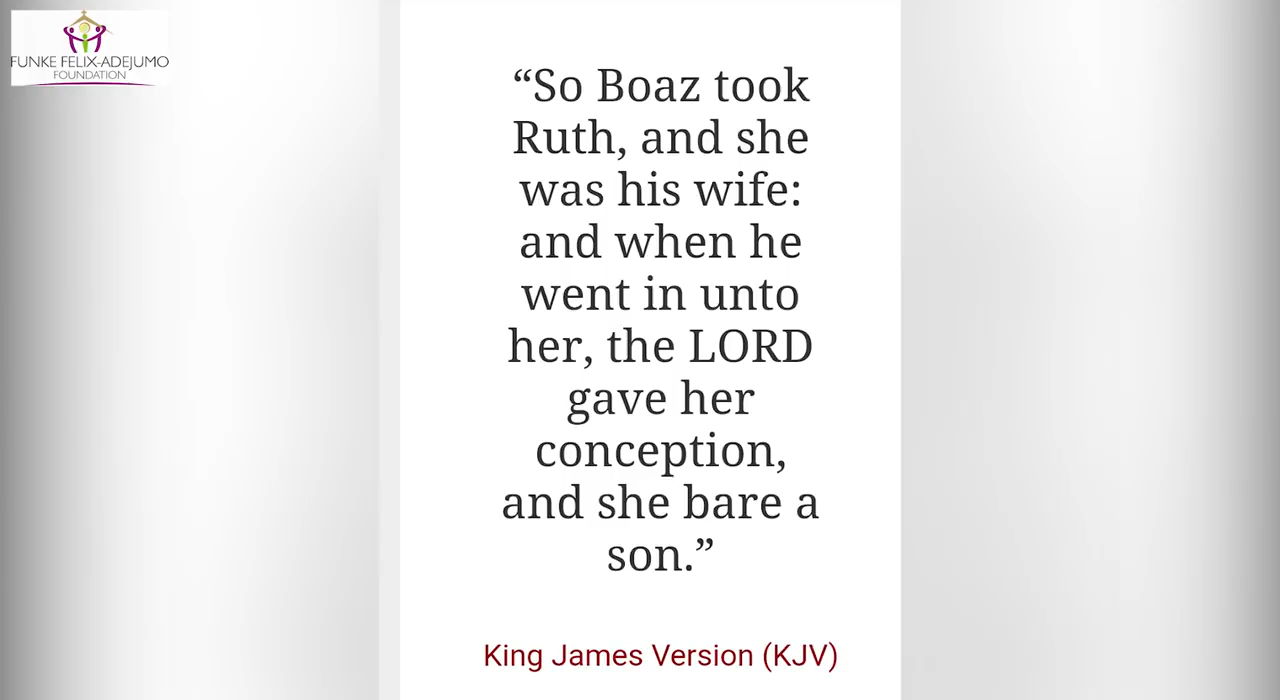 FUNKE FELIX-ADEJUMO
FOUNDATION
“So Boaz took
Ruth, and she
was his wife:
and when he
went in unto
her, the LORD
gave her
conception,
and she bare a
son.”
King James Version (KJV)